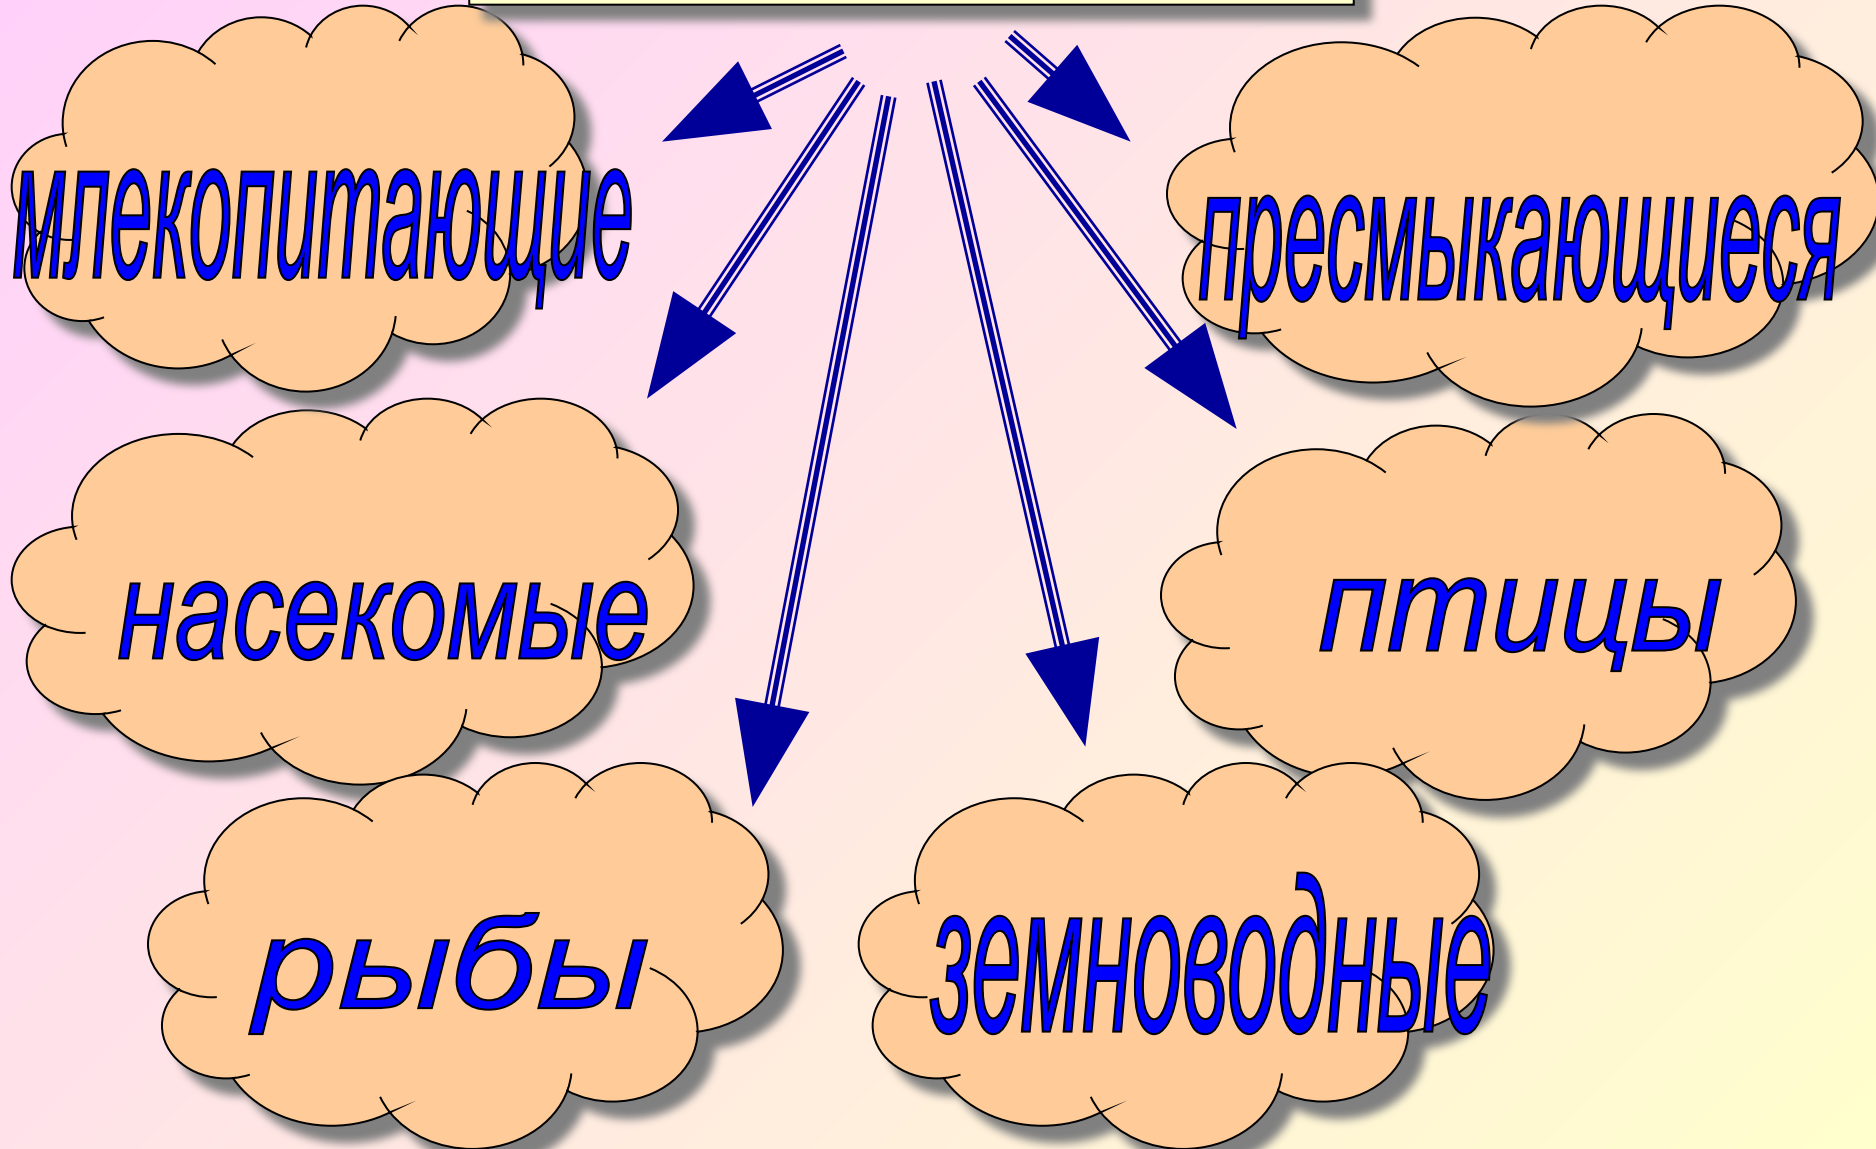 млекопитающие
пресмыкающиеся
насекомые
птицы
рыбы
земноводные